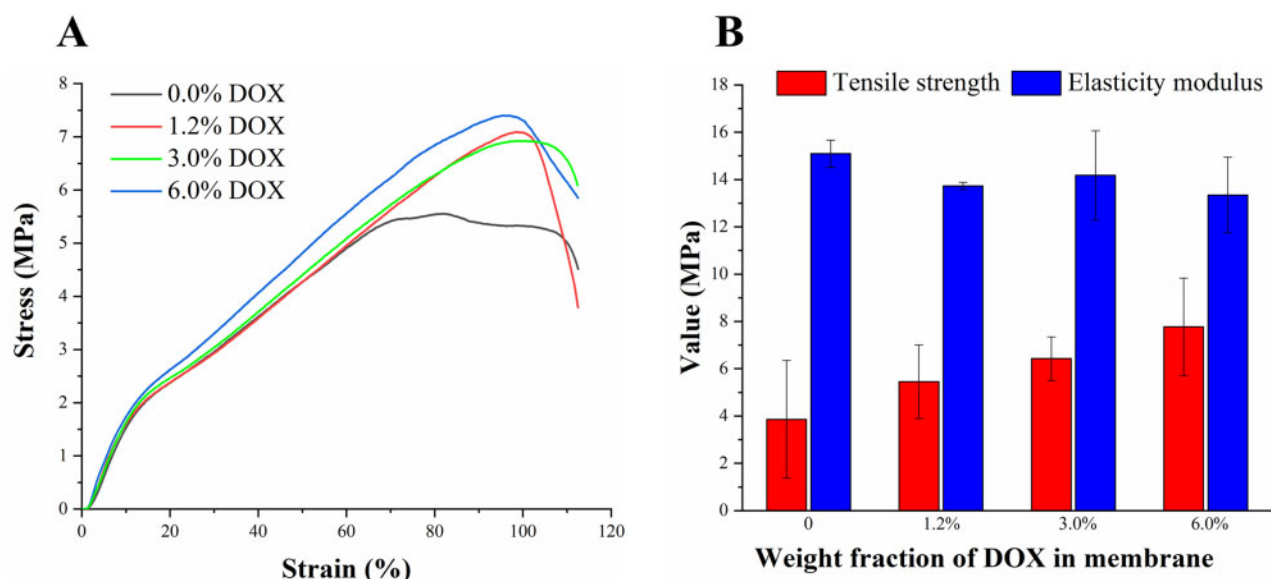 A
0.0% DOX
1.2% DOX
3.0% DOX
6.0% DOX
8
7
6
5
4
3
2
1
0
0 20 40 60 80 100 120
Stress (MPa)
Strain (%)
B
Tensile strength Elasticity modulus
18
16
14
12
10
8
6
4
2
0
0 1.2% 3.0% 6.0%
Value (MPa)
Weight fraction of DOX in membrane